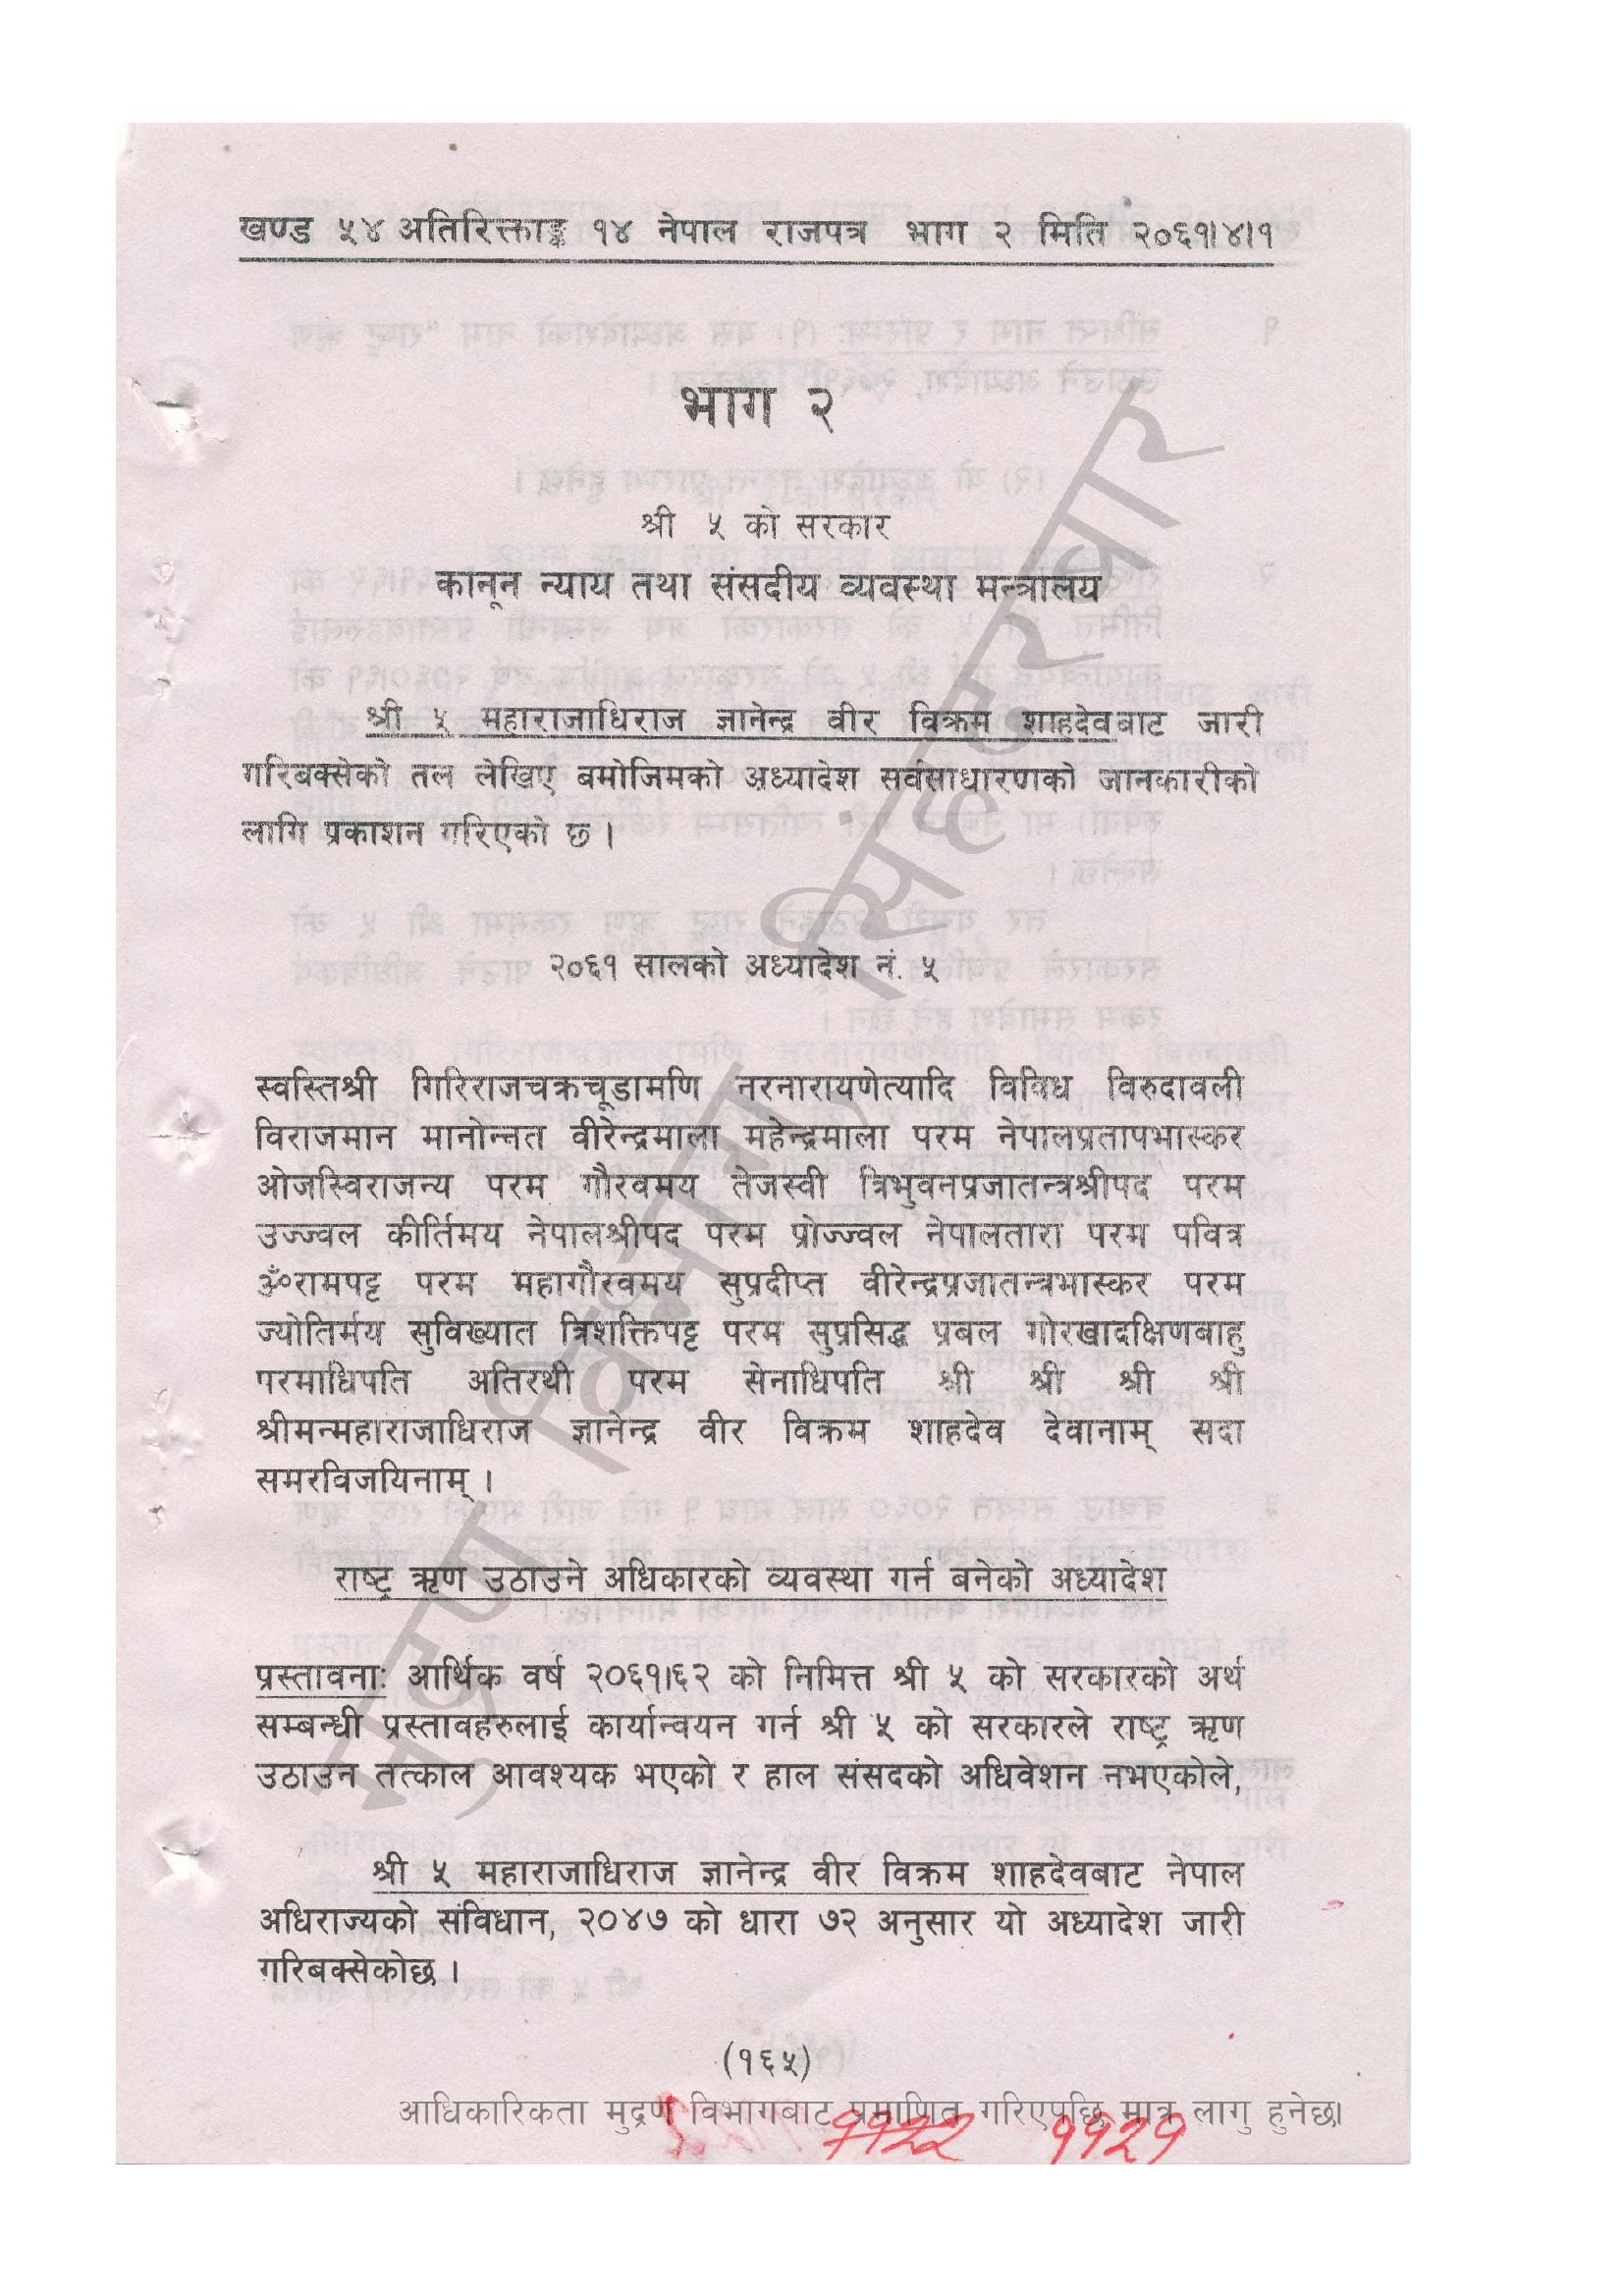 खण्ड ५४ अतिरिक्ताङ्क १४ नेपाल राजपत्र भाग २ मिति २०६१।४।१
भाग २
श्री ५ को सरकार
कानून न्याय तथा संसदीय व्यवस्था मन्त्रालय
श्री ५ महाराजाधिराज ज्ञानेन्द्र वीर विक्रम शाहदेवबाट जारी
गरिबक्सेको तल लेखिए बमोजिमको अध्यादेश सर्वसाधारणको जानकारीको
लागि प्रकाशन गरिएको छ ।
२०६१ सालको अध्यादेश नं. ५
स्वस्तिश्री गिरिराजचक्रचूडामणि नरनारायणेत्यादि विविध विरुदावली
विराजमान मानोन्नत वीरेन्द्रमाला महेन्द्रमाला परम नेपालप्रतापभास्कर
ओजस्विराजन्य परम गौरवमय तेजस्वी त्रिभुवनप्रजातन्त्रश्रीपद परम
उज्ज्वल कीर्तिमय नेपालश्रीपद परम प्रोज्ज्वल नेपालतारा परम पवित्र
ॐरामपट्ट परम महागौरवमय सुप्रदीप्त वीरेन्द्रप्रजातन्त्रभास्कर परम
ज्योतिर्मय सुविख्यात त्रिशक्तिपट्ट परम सुप्रसिद्ध प्रबल गोरखादक्षिणबाहु
परमाधिपति अतिरथी परम सेनाधिपति श्री श्री श्री श्री
श्रीमन्महाराजाधिराज ज्ञानेन्द्र वीर विक्रम शाहदेव देवानाम् सदा
समरविजयिनाम् ।
राष्ट्र ऋण उठाउने अधिकारको व्यवस्था गर्न बनेको अध्यादेश
प्रस्तावनाः आर्थिक वर्ष २०६१।६२ को निमित्त श्री ५ को सरकारको अर्थ
सम्बन्धी प्रस्तावहरुलाई कार्यान्वयन गर्न श्री ५ को सरकारले राष्ट्र ऋण
उठाउन तत्काल आवश्यक भएको र हाल संसदको अधिवेशन नभएकोले,
श्री ५ महाराजाधिराज ज्ञानेन्द्र वीर विक्रम शाहदेवबाट नेपाल
अधिराज्यको संविधान, २०४७ को धारा ७२ अनुसार यो अध्यादेश जारी
गरिबक्सेकोछ ।
(१६५)
आधिकारिकता मुद्रण विभागबाट प्रमाणित गरिएपछि मात्र लागु हुनेछ।
११२२ ११२१
मुद्रण विभाग, सिंहदरबार